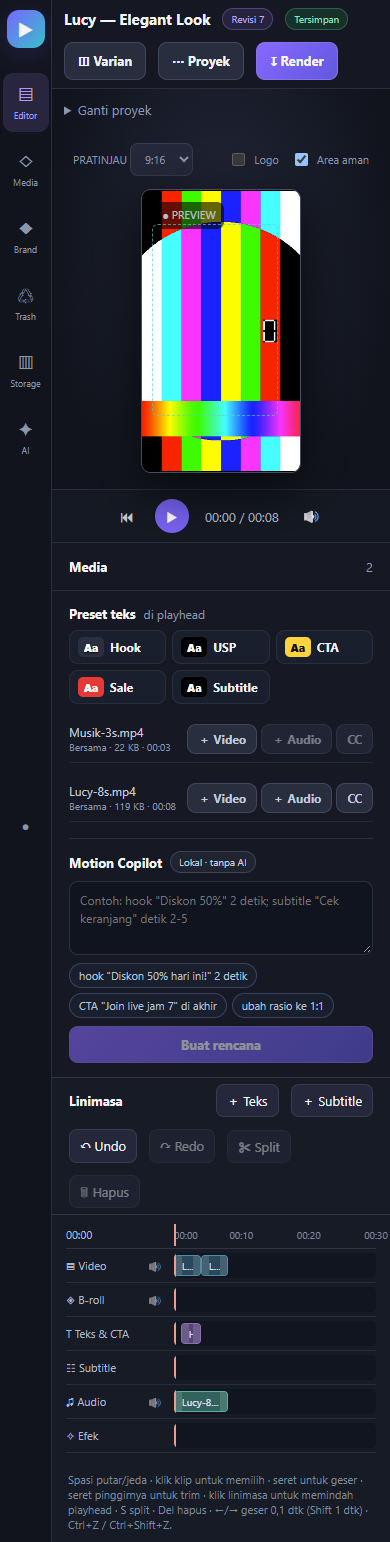 Lucy — Elegant Look
Revisi 7
Tersimpan
Varian
Proyek
Render
Editor
Media
Brand
Trash
Storage
AI
Ganti proyek
PRATINJAU
9:16
Logo
Area aman
PREVIEW
0
00:00 / 00:08
Media
2
Preset teks di playhead
Aa Hook
Aa USP
Aa CTA
Aa Sale
Aa Subtitle
Musik-3s.mp4
Bersama · 22 KB · 00:03
+ Video
+ Audio
CC
Lucy-8s.mp4
Bersama · 119 KB · 00:08
+ Video
+ Audio
CC
Motion Copilot
Lokal · tanpa AI
Contoh: hook "Diskon 50%" 2 detik; subtitle "Cek
keranjang" detik 2-5
hook "Diskon 50% hari ini!" 2 detik
CTA "Join live jam 7" di akhir
ubah rasio ke 1:1
Buat rencana
Linimasa
+ Teks
+ Subtitle
Undo
Redo
Split
Hapus
00:00
00:00
00:10
00:20
00:30
Video
L...
L...
B-roll
T Teks & CTA
Subtitle
Audio
Lucy-8...
Efek
Spasi putar/jeda · klik klip untuk memilih · seret untuk geser ·
seret pinggirnya untuk trim · klik linimasa untuk memindah
playhead · S split · Del hapus · ←/→ geser 0,1 dtk (Shift 1 dtk) ·
Ctrl+Z / Ctrl+Shift+Z.